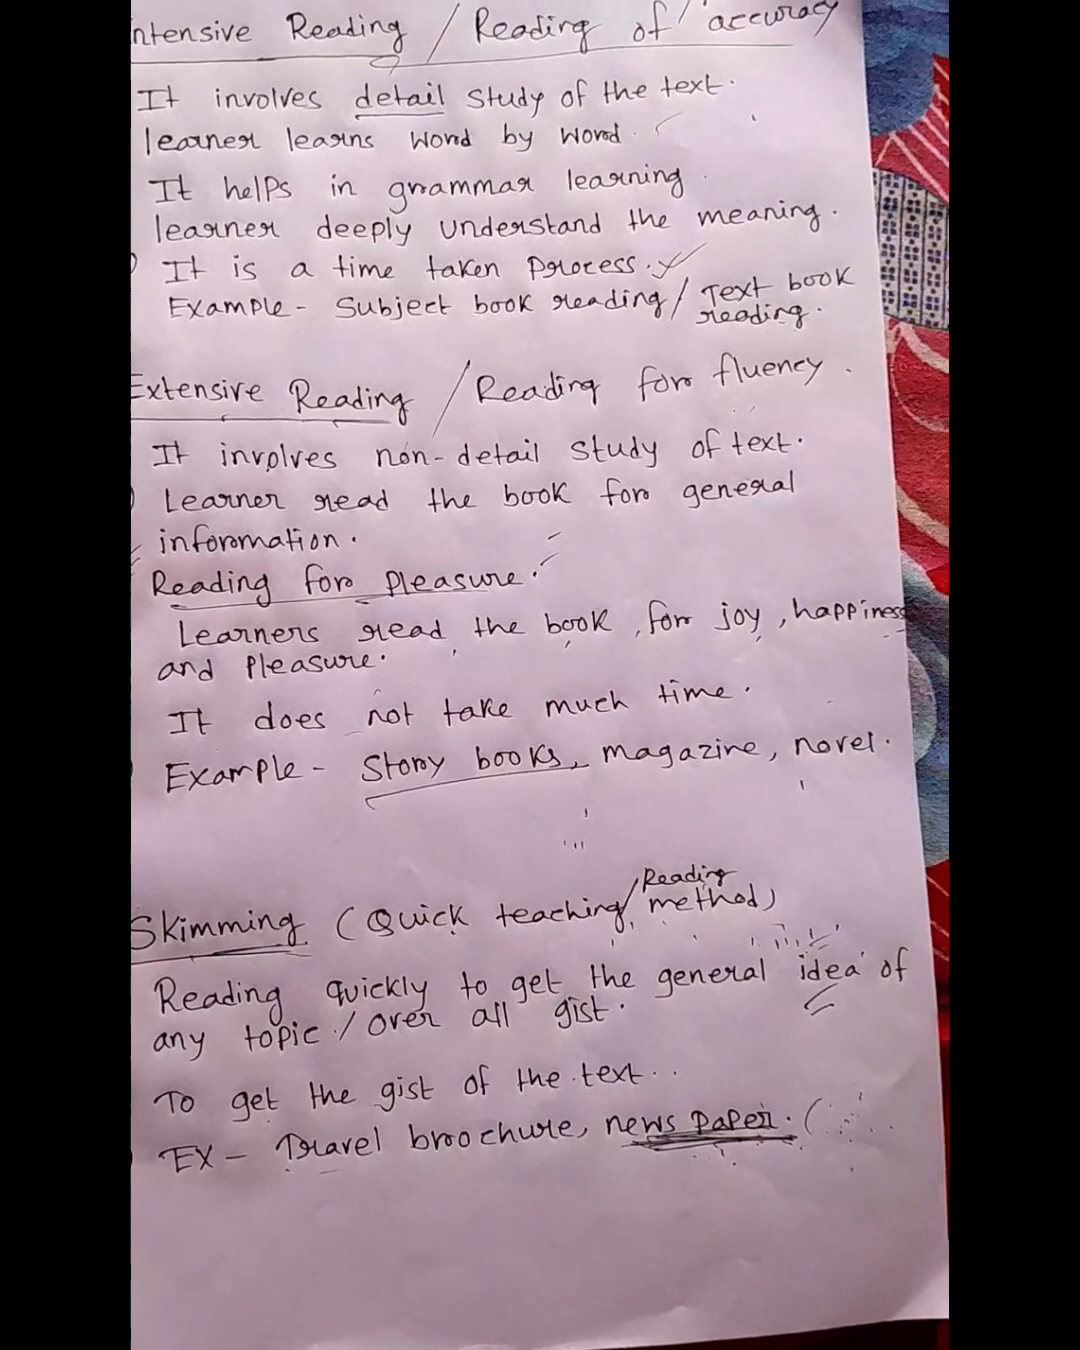 ntensive Reading / Reading of accuracy
It involves detail study of the text.
learner learns word by word.
It helps in grammar learning.
learner deeply understand the meaning.
It is a time taken process.
Example - Subject book reading / Text book
reading.
Extensive Reading / Reading for fluency.
It involves non-detail study of text.
Learner read the book for general
information.
Reading for pleasure.
Learners read the book, for joy, happiness
and pleasure.
It does not take much time.
Example - Story books, magazine, novel.
Skimming (Quick teaching / Reading method)
Reading quickly to get the general idea of
any topic. / Over all gist.
To get the gist of the text..
EX - Travel brochure, news paper. (